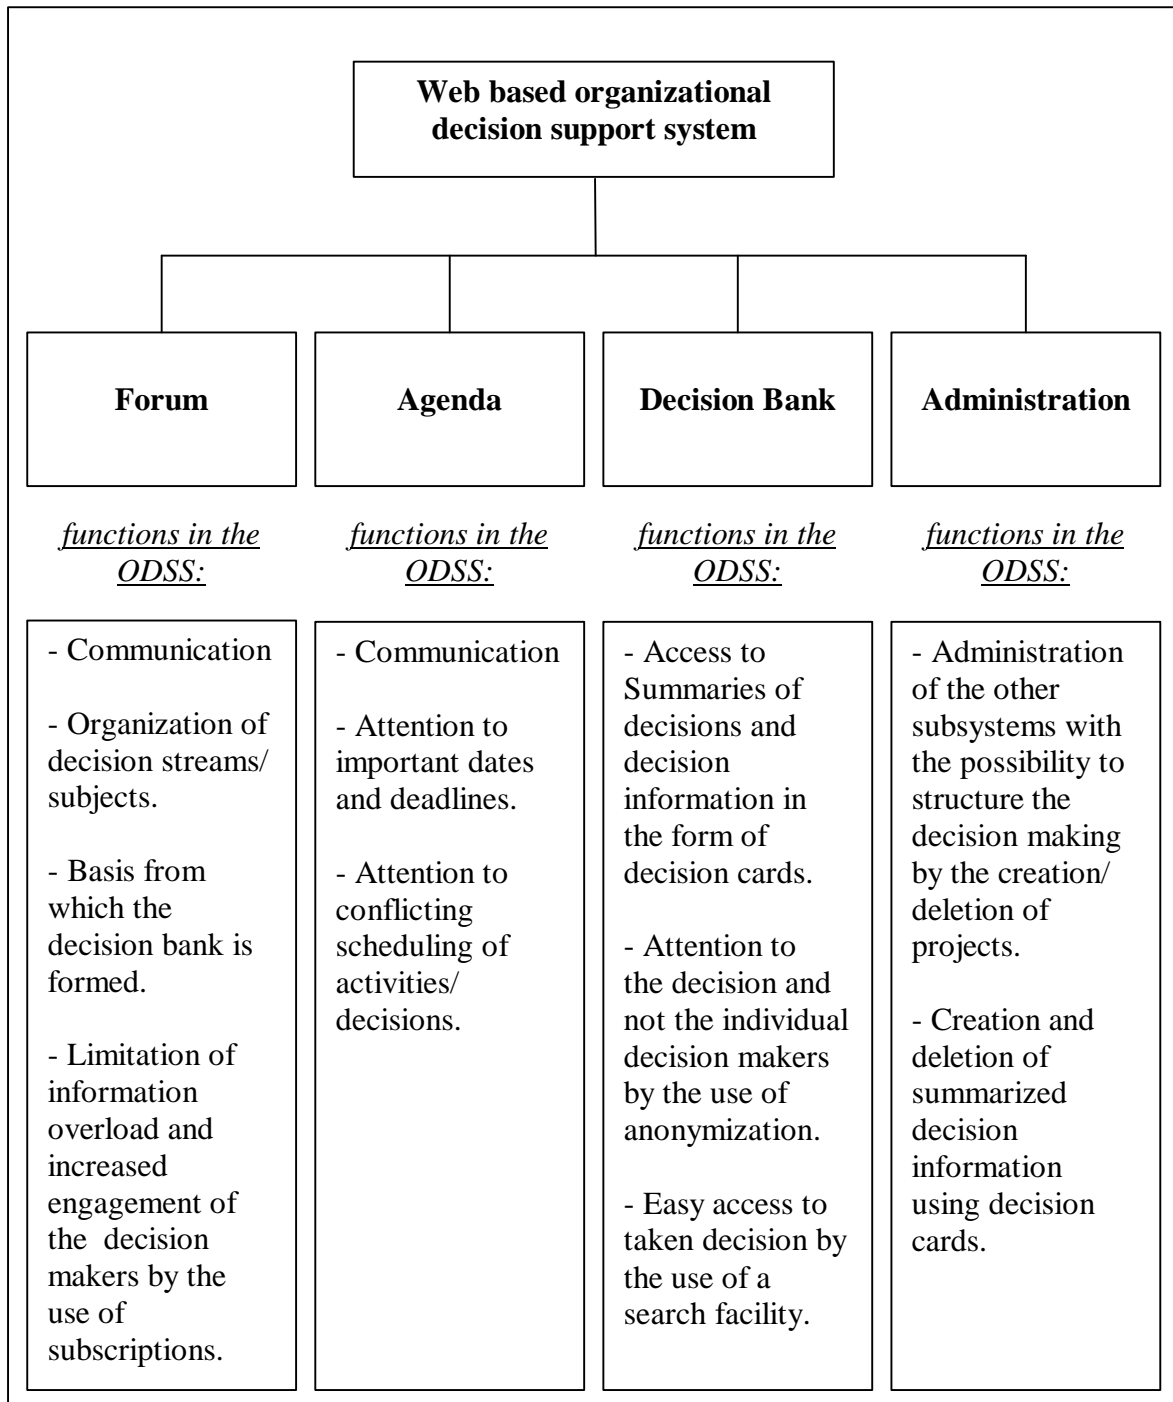 Web based organizational
decision support system
Forum
Agenda
Decision Bank
Administration
functions in the
ODSS:
functions in the
ODSS:
functions in the
ODSS:
functions in the
ODSS:
- Communication
- Organization of
decision streams/
subjects.
- Basis from
which the
decision bank is
formed.
- Limitation of
information
overload and
increased
engagement of
the decision
makers by the
use of
subscriptions.
- Communication
- Attention to
important dates
and deadlines.
- Attention to
conflicting
scheduling of
activities/
decisions.
- Access to
Summaries of
decisions and
decision
information in
the form of
decision cards.
- Attention to
the decision and
not the individual
decision makers
by the use of
anonymization.
- Easy access to
taken decision by
the use of a
search facility.
- Administration
of the other
subsystems with
the possibility to
structure the
decision making
by the creation/
deletion of
projects.
- Creation and
deletion of
summarized
decision
information
using decision
cards.